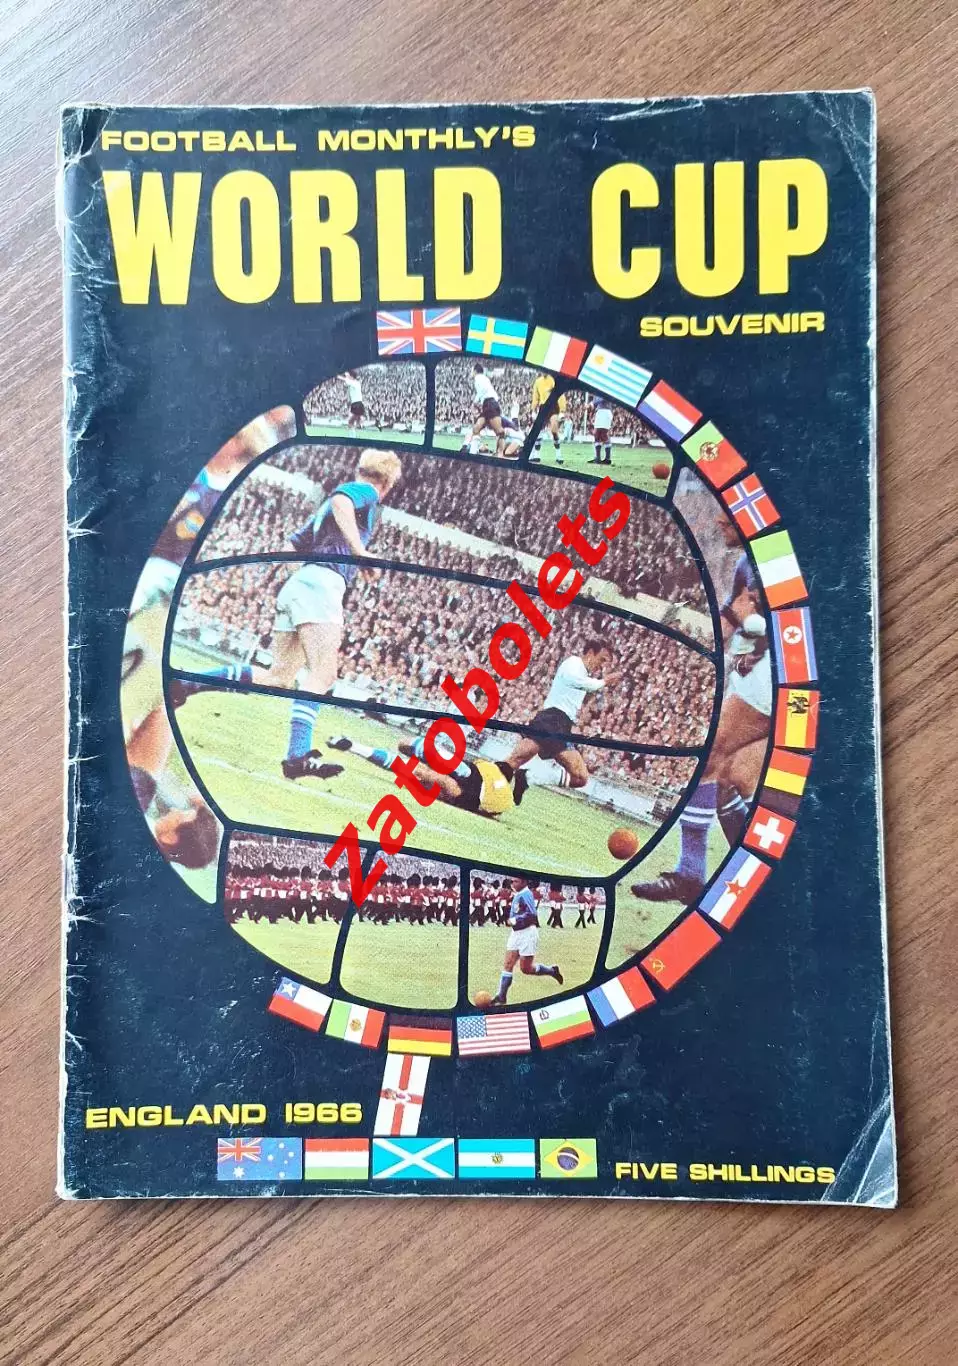 FOOTBALL MONTHLY'S
WORLD CUP
SOUVENIR
Zatobolets
ENGLAND 1966
FIVE SHILLINGS